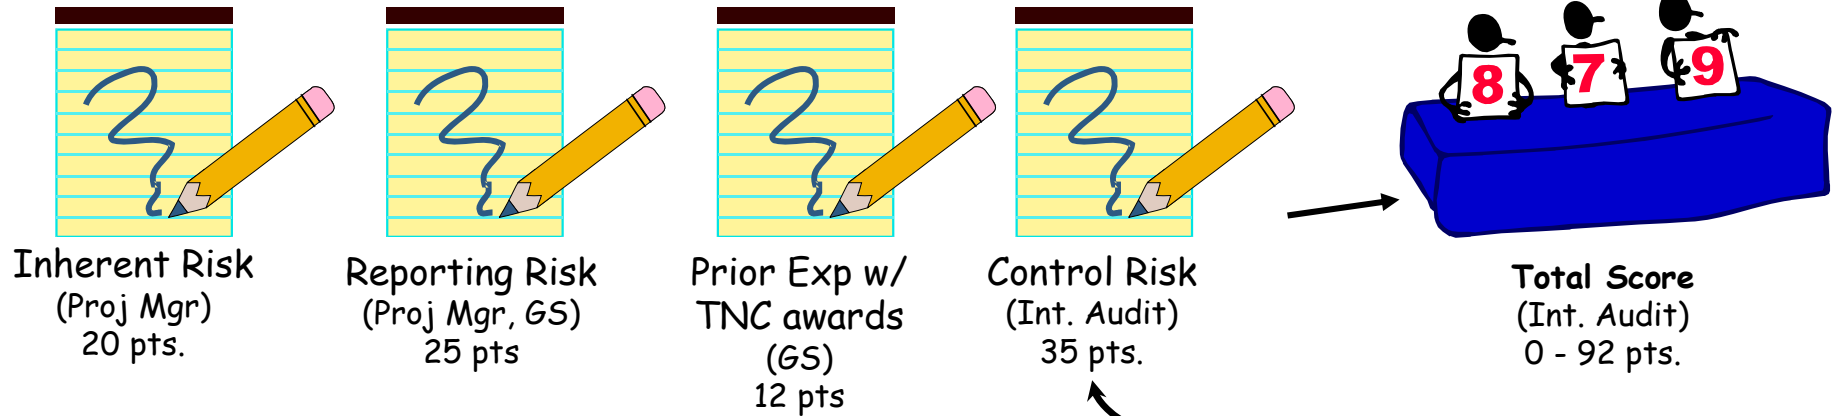 Inherent Risk
(Proj Mgr)
20 pts.
Reporting Risk
(Proj Mgr, GS)
25 pts
Prior Exp w/
TNC awards
(GS)
12 pts
Control Risk
(Int. Audit)
35 pts.
8 7 9
Total Score
(Int. Audit)
0 - 92 pts.